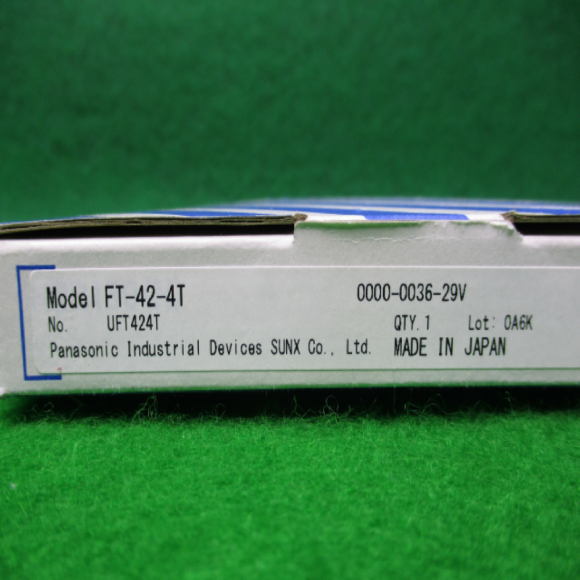 Model FT-42-4T 0000-0036-29V
No. UFT424T QTY. 1 Lot: 0A6K
Panasonic Industrial Devices SUNX Co., Ltd. MADE IN JAPAN